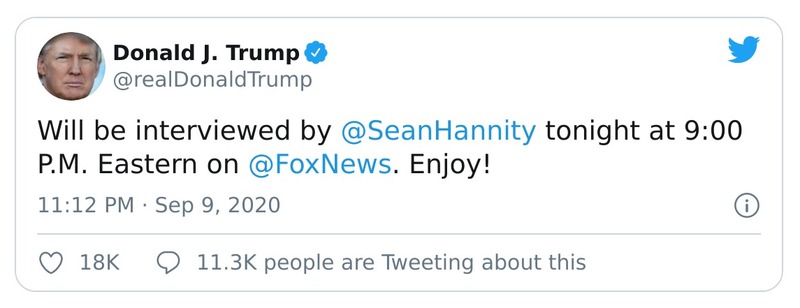 Donald J. Trump
@realDonaldTrump
Will be interviewed by @SeanHannity tonight at 9:00
P.M. Eastern on @FoxNews. Enjoy!
11:12 PM · Sep 9, 2020
18K 11.3K people are Tweeting about this